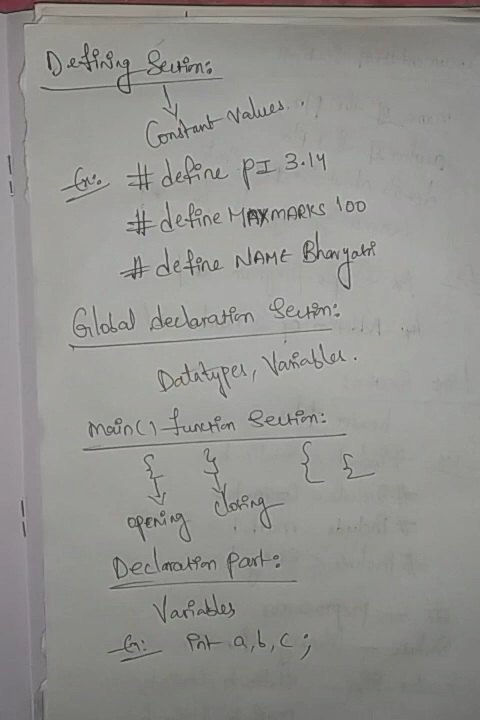 Defining Section:
Constant Values..
Ex: # define PI 3.14
# define MAXMARKS 100
# define NAME
Global declaration Section:
Datatypes, Variables.
main() function Section:
{ } { {
opening closing
Declaration part:
Variables
Ex: int a, b, c ;